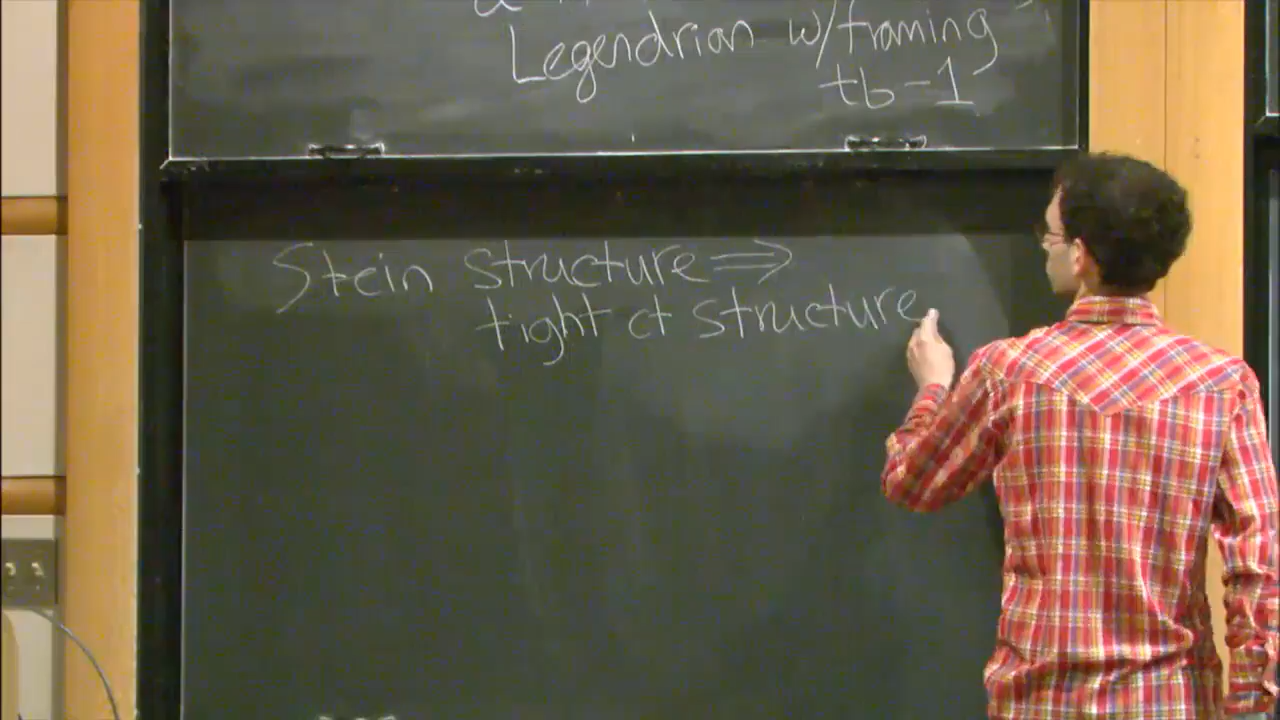 Legendrian w/framing
tb-1
Stein structure ⇒
tight ct structure